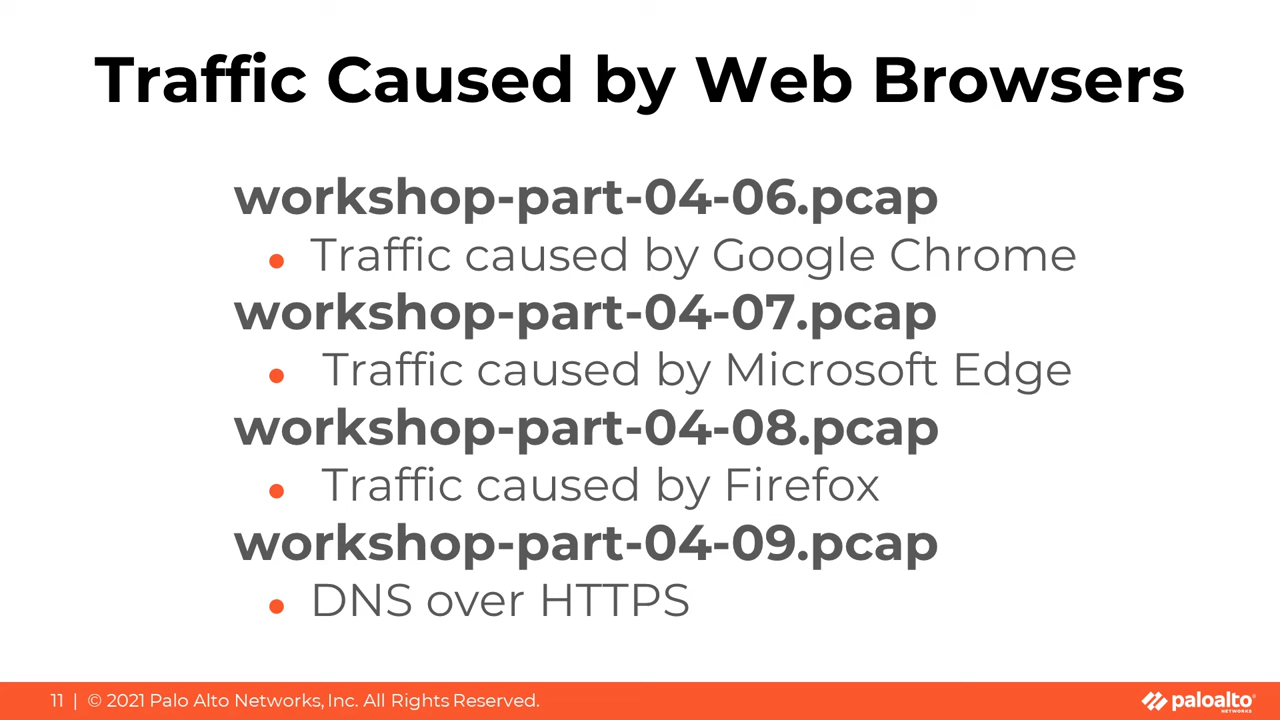 Traffic Caused by Web Browsers
workshop-part-04-06.pcap
• Traffic caused by Google Chrome
workshop-part-04-07.pcap
• Traffic caused by Microsoft Edge
workshop-part-04-08.pcap
• Traffic caused by Firefox
workshop-part-04-09.pcap
• DNS over HTTPS
11 | © 2021 Palo Alto Networks, Inc. All Rights Reserved.
paloalto
NETWORKS